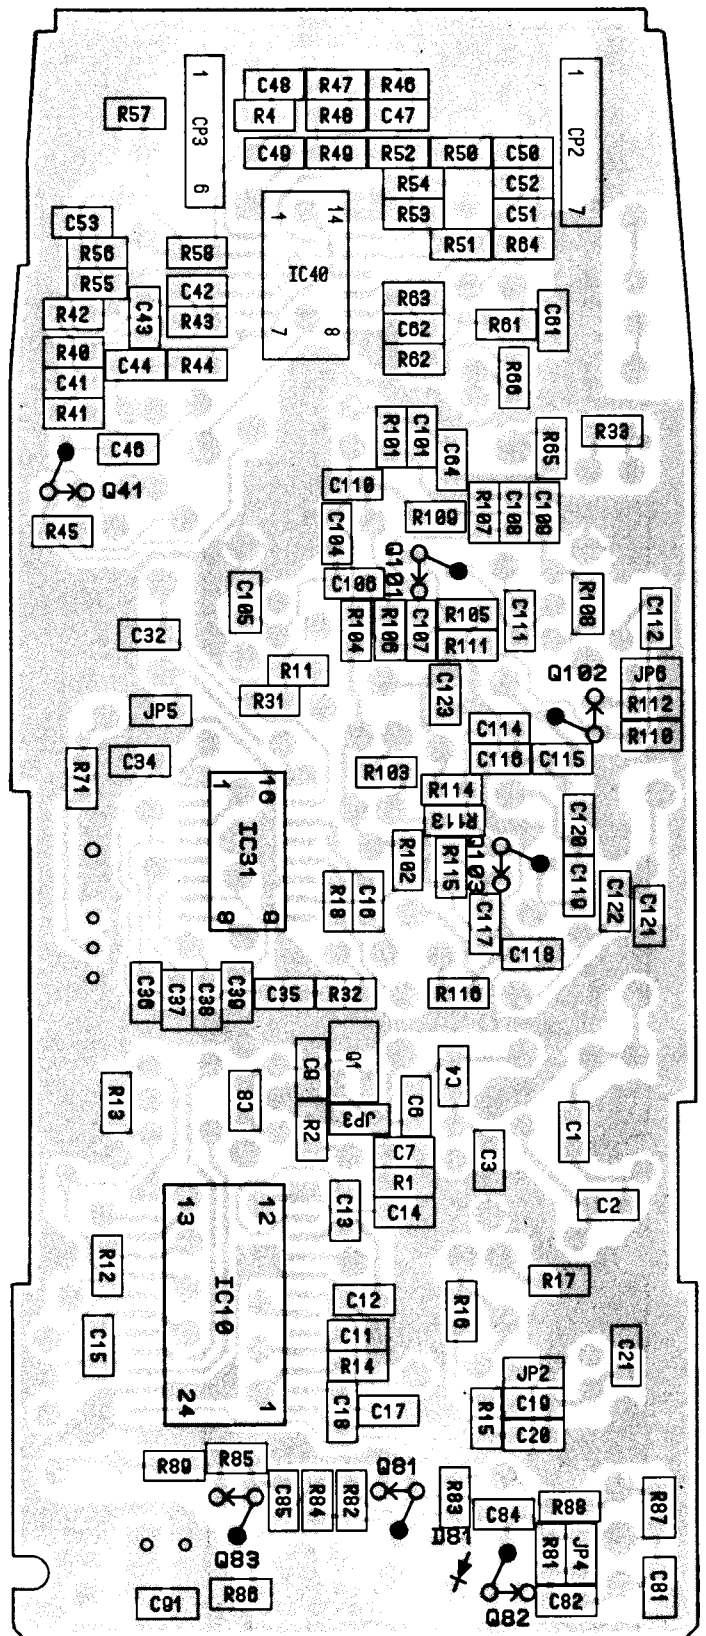 1 C48 R47 R46 1
R57 CP3 R4 R48 C47 CP2
C49 R49 R52 R50 C50
6 R54 C52
4 14 R53 C51 7
C53 R51 R64
R56 R58 IC40
R55 C42 R63
R42 C43 R43 R61 C61
7 8 C62
R40 C44 R44 R62
C41 R66
R41
R101 C101 R33
C46 C64 R65
Q41 C110
R45 C104 R109 R107 C108 C109
Q101
C105 C106 R108
C32 R104 R106 C107 R105 C111 C112
R111
R11 Q102 JP6
R31 C123 R112
JP5 C114 R110
C34 C116 C115
R71 1 16 R103 R114
IC31 R113 C120
R102 R115 Q103
R18 C16 C119 C122 C121
8 9 C117
C118
C36 C37 C38 C39 C35 R32 R116
Q1
C9 C4
R13 C8 R2 JP3 C6 C1
C7 C3
13 12 R1 C2
C13 C14
R12 R17
IC10 C12 R16
C15 C11 C21
R14 JP2
24 1 C18 C17 R15 C19
C20
R89 R85 Q81
C85 R84 R82 R83 C84 R88 R87
D81
Q83 R81 JP4
C91 R86 C81
Q82 C82